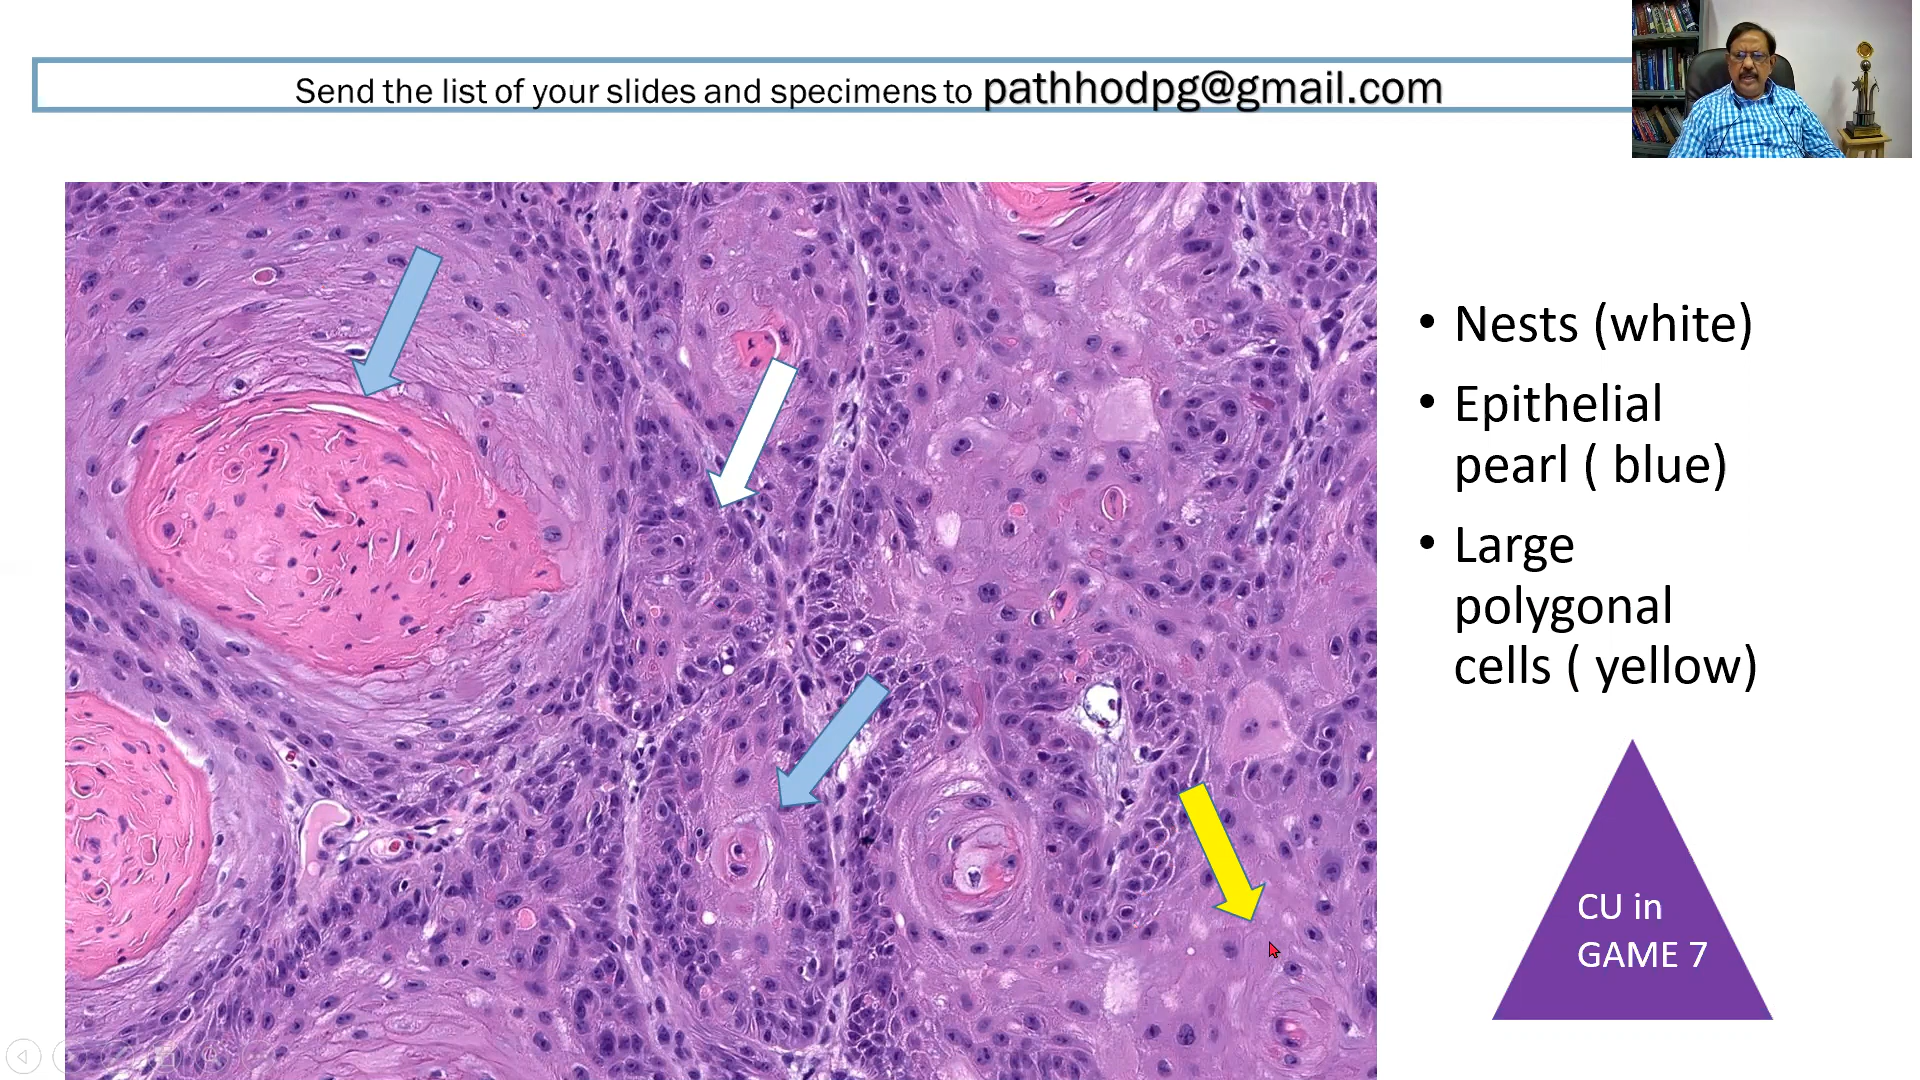 Send the list of your slides and specimens to pathhodpg@gmail.com
• Nests (white)
• Epithelial
pearl ( blue)
• Large
polygonal
cells ( yellow)
CU in
GAME 7